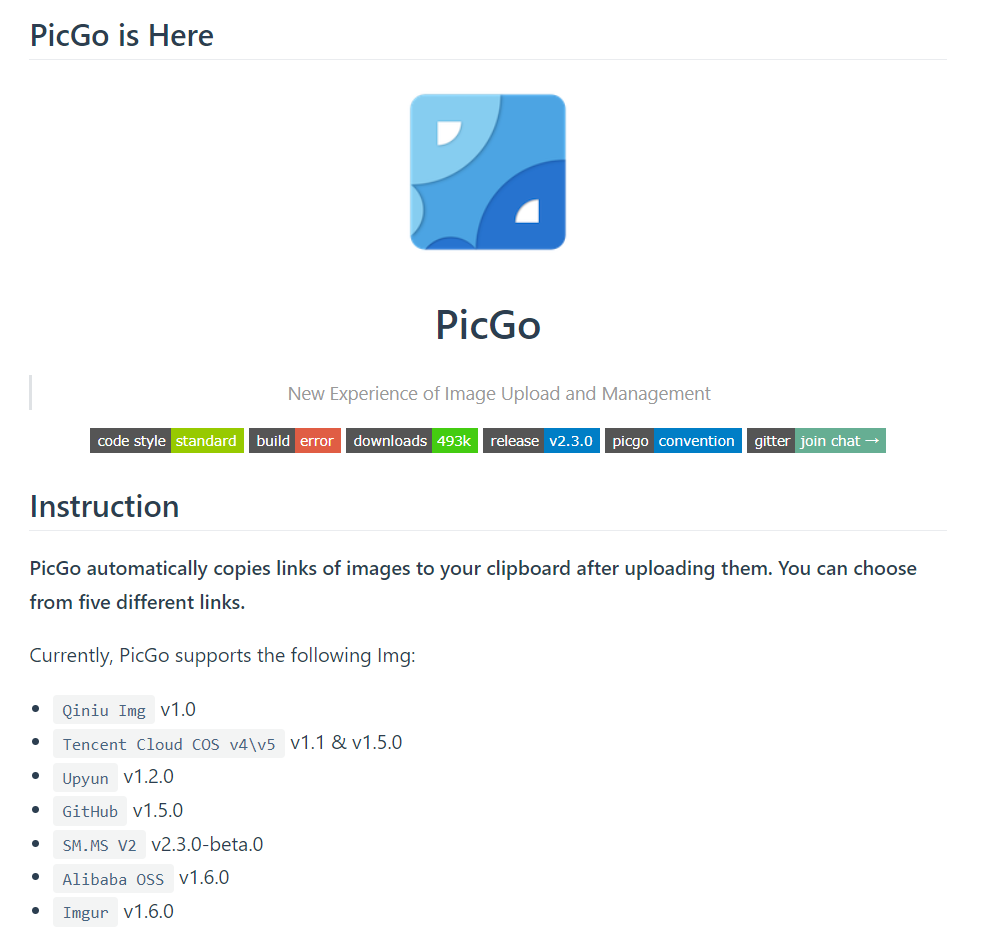 PicGo is Here
PicGo
New Experience of Image Upload and Management
code style standard build error downloads 493k release v2.3.0 picgo convention gitter join chat →
Instruction
PicGo automatically copies links of images to your clipboard after uploading them. You can choose
from five different links.
Currently, PicGo supports the following Img:
• Qiniu Img v1.0
• Tencent Cloud COS v4\v5 v1.1 & v1.5.0
• Upyun v1.2.0
• GitHub v1.5.0
• SM.MS V2 v2.3.0-beta.0
• Alibaba OSS v1.6.0
• Imgur v1.6.0